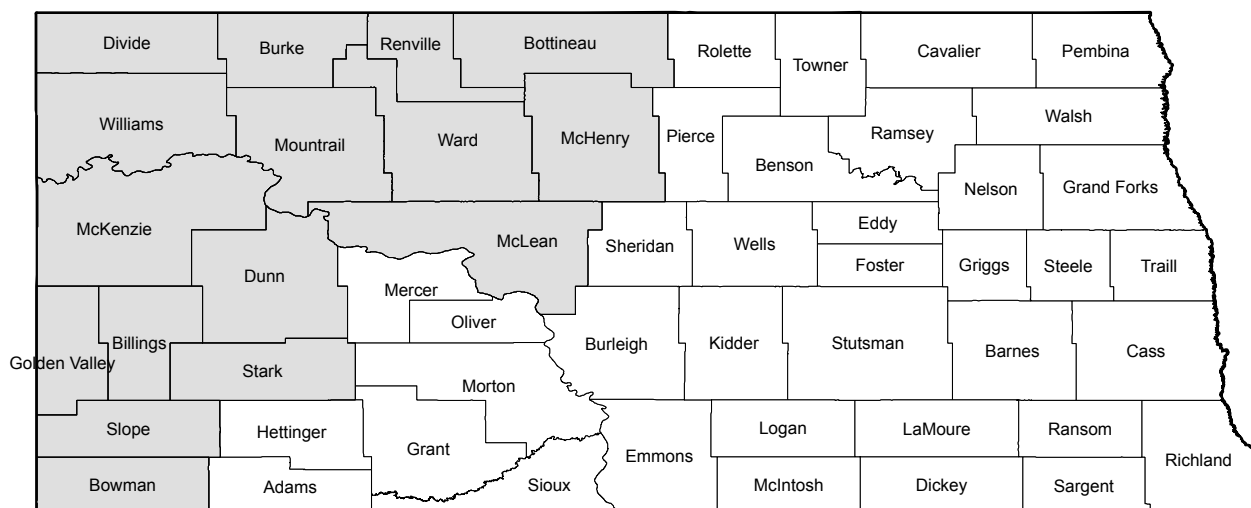 Divide
Burke
Renville
Bottineau
Rolette
Towner
Cavalier
Pembina
Williams
Mountrail
Ward
McHenry
Pierce
Benson
Ramsey
Walsh
Nelson
Grand Forks
McKenzie
Dunn
McLean
Sheridan
Wells
Eddy
Foster
Griggs
Steele
Traill
Mercer
Oliver
Golden Valley
Billings
Stark
Morton
Burleigh
Kidder
Stutsman
Barnes
Cass
Slope
Hettinger
Grant
Emmons
Logan
LaMoure
Ransom
Richland
Bowman
Adams
Sioux
McIntosh
Dickey
Sargent